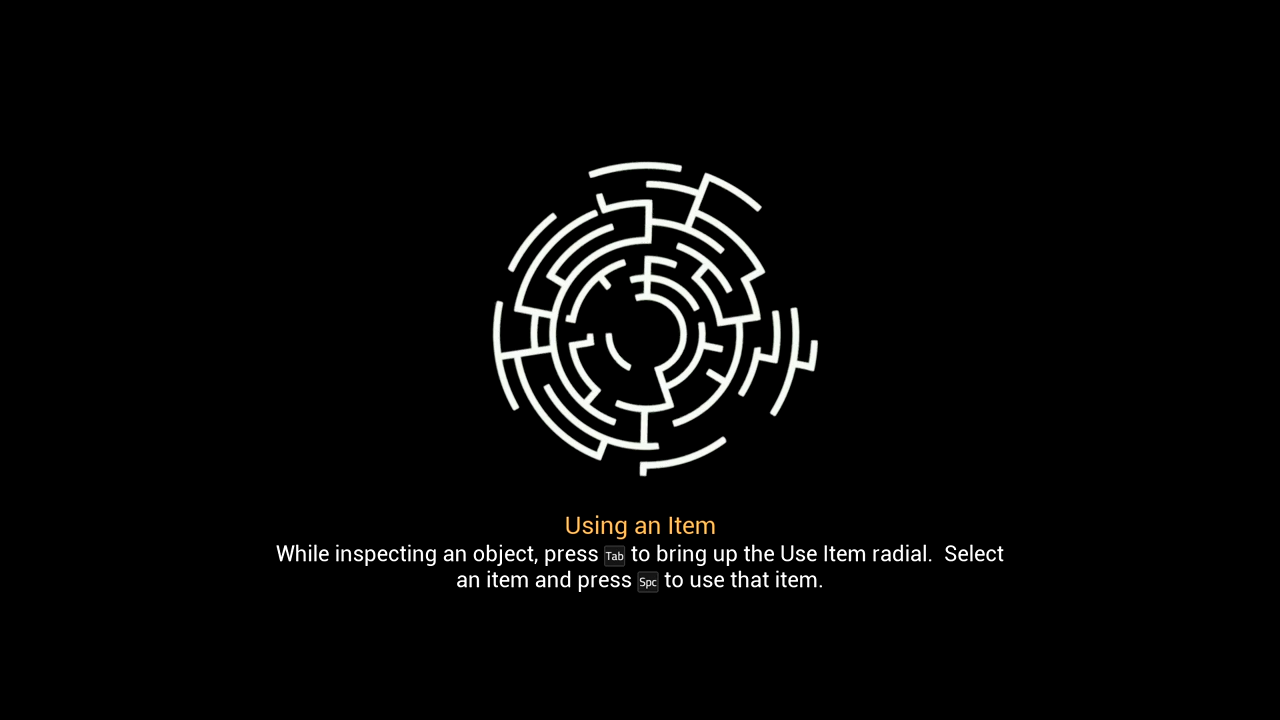 Using an Item
While inspecting an object, press Tab to bring up the Use Item radial.  Select
an item and press Spc to use that item.